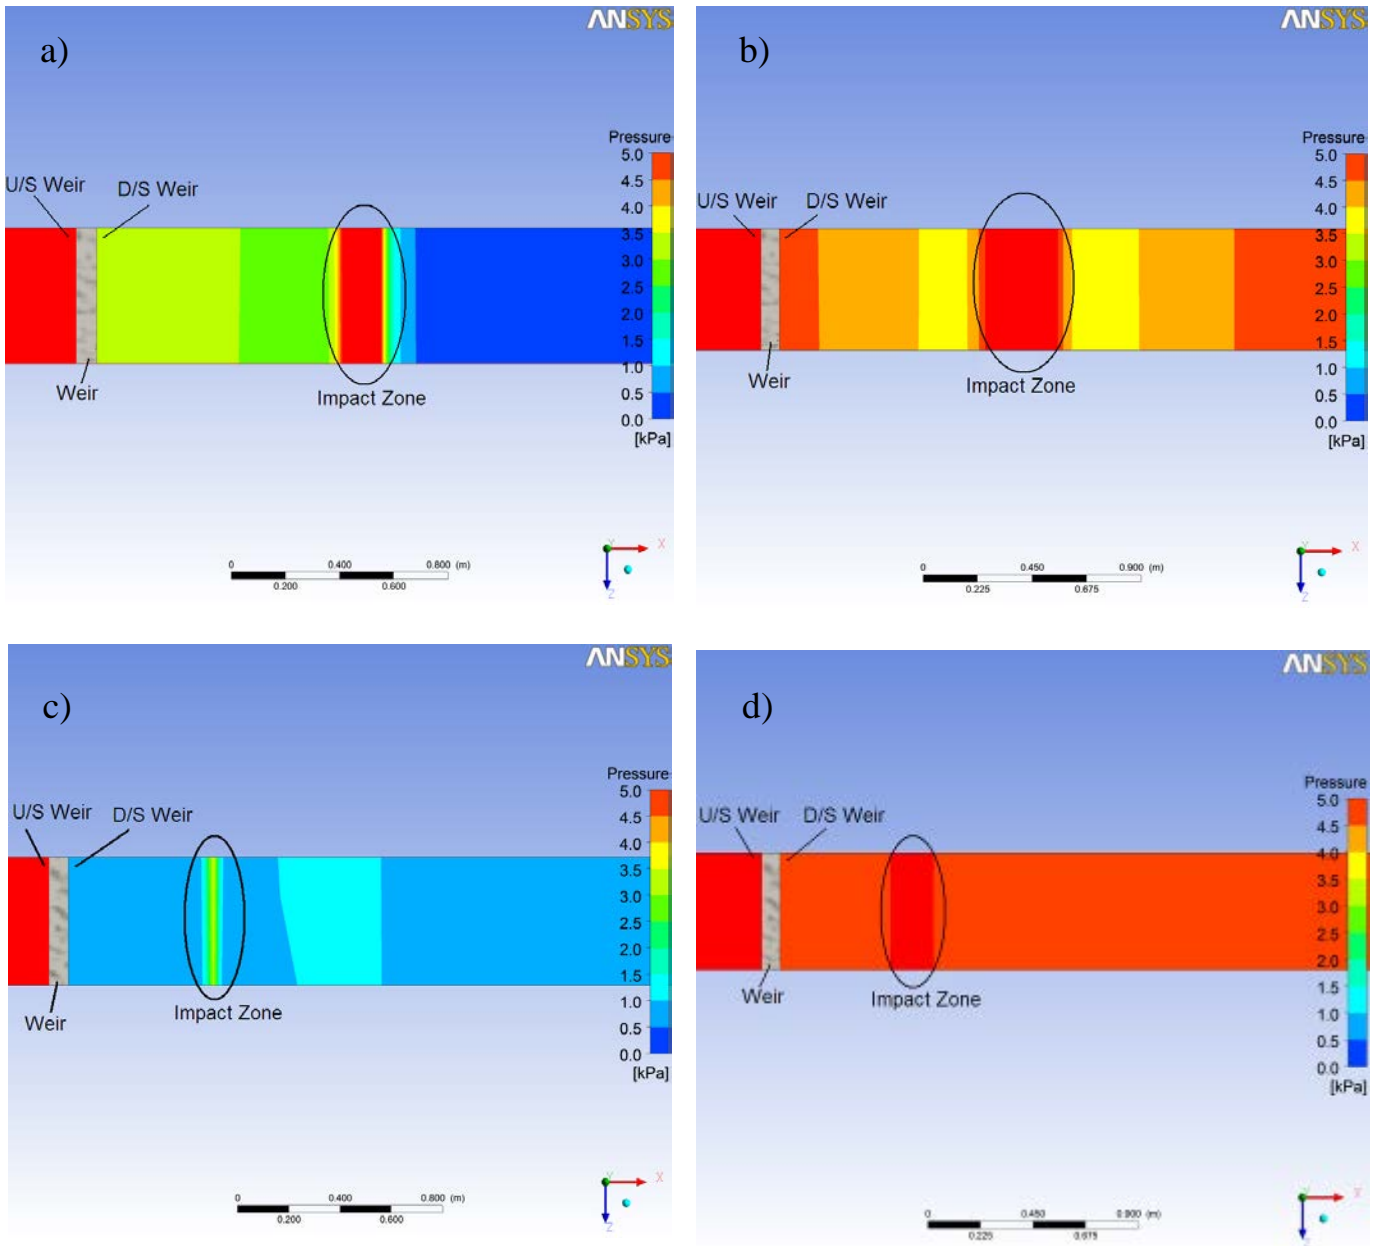 ANSYS
a)
Pressure
5.0
4.5
4.0
3.5
3.0
2.5
2.0
1.5
1.0
0.5
0.0
[kPa]
U/S Weir
D/S Weir
Weir
Impact Zone
0 0.400 0.800 (m)
0.200 0.600
Y X
Z
ANSYS
b)
Pressure
5.0
4.5
4.0
3.5
3.0
2.5
2.0
1.5
1.0
0.5
0.0
[kPa]
U/S Weir
D/S Weir
Weir
Impact Zone
0 0.450 0.900 (m)
0.225 0.675
Y X
Z
ANSYS
c)
Pressure
5.0
4.5
4.0
3.5
3.0
2.5
2.0
1.5
1.0
0.5
0.0
[kPa]
U/S Weir
D/S Weir
Weir
Impact Zone
0 0.400 0.800 (m)
0.200 0.600
Y X
Z
ANSYS
d)
Pressure
5.0
4.5
4.0
3.5
3.0
2.5
2.0
1.5
1.0
0.5
0.0
[kPa]
U/S Weir
D/S Weir
Weir
Impact Zone
0 0.450 0.900 (m)
0.225 0.675
Y X
Z